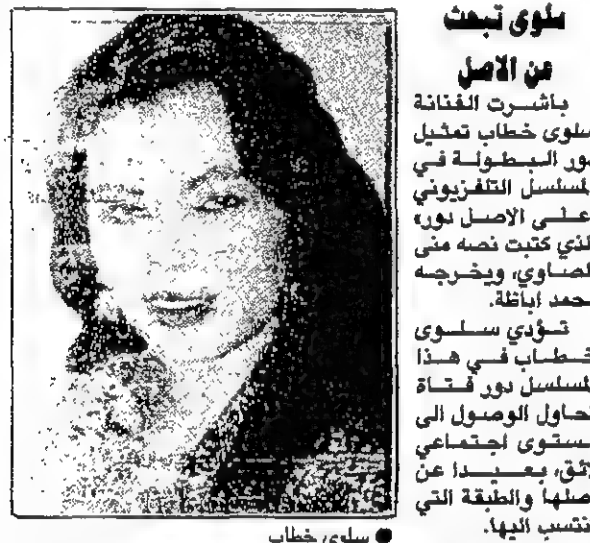 سلوى تبحث
عن الاصل
باشرت الفنانة
سلوى خطاب تمثيل
دور البطولة في
المسلسل التلفزيوني
«على الاصل دور»
الذي كتبت نصه منى
الصاوي، ويخرجه
احمد اباظة.
تؤدي سلوى
خطاب في هذا
المسلسل دور فتاة
تحاول الوصول الى
مستوى اجتماعي
لائق، بعيدا عن
اصلها والطبقة التي
تنتسب اليها.
● سلوى خطاب